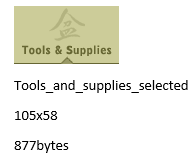 Tools & Supplies
Tools_and_supplies_selected
105x58
877bytes